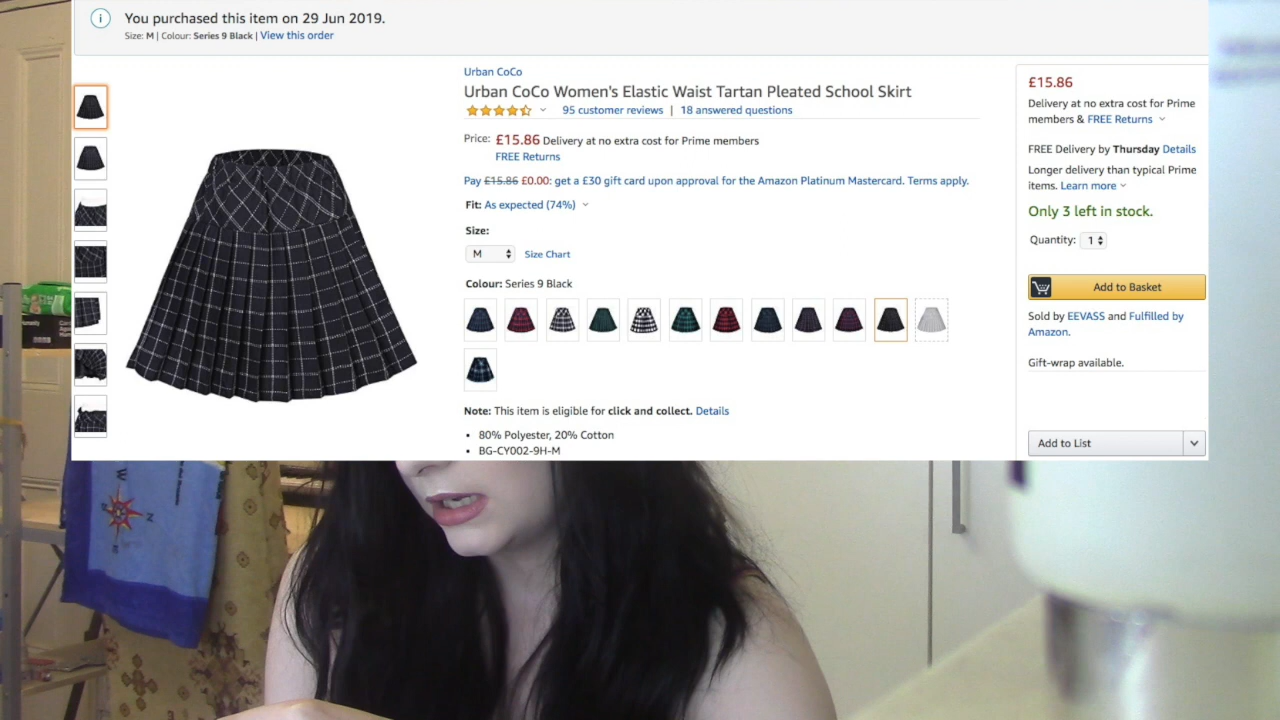 You purchased this item on 29 Jun 2019.
Size: M | Colour: Series 9 Black | View this order
Urban CoCo
Urban CoCo Women's Elastic Waist Tartan Pleated School Skirt
95 customer reviews | 18 answered questions
Price: £15.86 Delivery at no extra cost for Prime members
FREE Returns
Pay £15.86 £0.00: get a £30 gift card upon approval for the Amazon Platinum Mastercard. Terms apply.
Fit: As expected (74%)
Size:
M Size Chart
Colour: Series 9 Black
Note: This item is eligible for click and collect. Details
• 80% Polyester, 20% Cotton
• BG-CY002-9H-M
£15.86
Delivery at no extra cost for Prime
members & FREE Returns
FREE Delivery by Thursday Details
Longer delivery than typical Prime
items. Learn more
Only 3 left in stock.
Quantity: 1
Add to Basket
Sold by EEVASS and Fulfilled by
Amazon.
Gift-wrap available.
Add to List
W
N